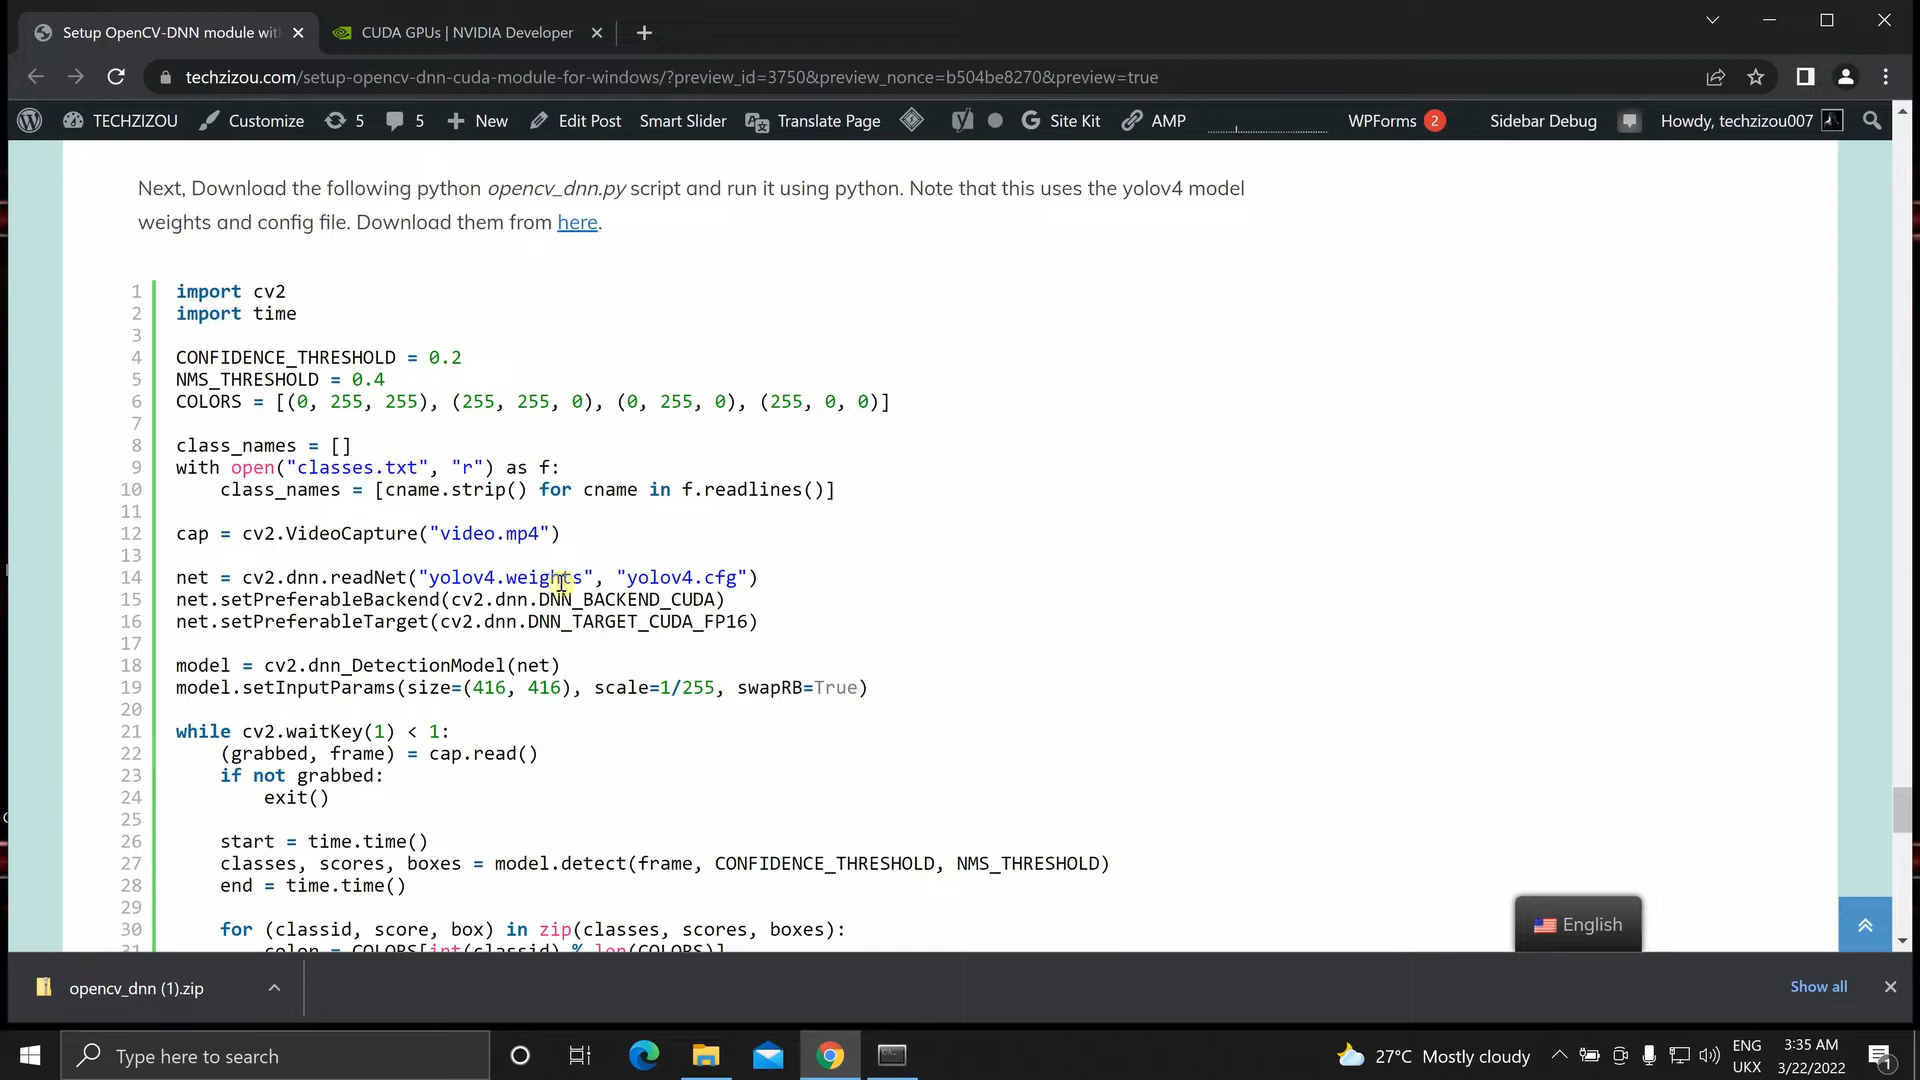 Setup OpenCV-DNN module wit
CUDA GPUs | NVIDIA Developer
techzizou.com/setup-opencv-dnn-cuda-module-for-windows/?preview_id=3750&preview_nonce=b504be8270&preview=true
TECHZIZOU Customize 5 5 New Edit Post Smart Slider Translate Page Site Kit AMP WPForms 2 Sidebar Debug Howdy, techzizou007
Next, Download the following python opencv_dnn.py script and run it using python. Note that this uses the yolov4 model
weights and config file. Download them from here.
1 import cv2
2 import time
3
4 CONFIDENCE_THRESHOLD = 0.2
5 NMS_THRESHOLD = 0.4
6 COLORS = [(0, 255, 255), (255, 255, 0), (0, 255, 0), (255, 0, 0)]
7
8 class_names = []
9 with open("classes.txt", "r") as f:
10 class_names = [cname.strip() for cname in f.readlines()]
11
12 cap = cv2.VideoCapture("video.mp4")
13
14 net = cv2.dnn.readNet("yolov4.weights", "yolov4.cfg")
15 net.setPreferableBackend(cv2.dnn.DNN_BACKEND_CUDA)
16 net.setPreferableTarget(cv2.dnn.DNN_TARGET_CUDA_FP16)
17
18 model = cv2.dnn_DetectionModel(net)
19 model.setInputParams(size=(416, 416), scale=1/255, swapRB=True)
20
21 while cv2.waitKey(1) < 1:
22 (grabbed, frame) = cap.read()
23 if not grabbed:
24 exit()
25
26 start = time.time()
27 classes, scores, boxes = model.detect(frame, CONFIDENCE_THRESHOLD, NMS_THRESHOLD)
28 end = time.time()
29
30 for (classid, score, box) in zip(classes, scores, boxes):
31 color = COLORS[int(classid) % len(COLORS)]
English
opencv_dnn (1).zip
Show all
Type here to search
27°C Mostly cloudy
ENG
UKX
3:35 AM
3/22/2022
1